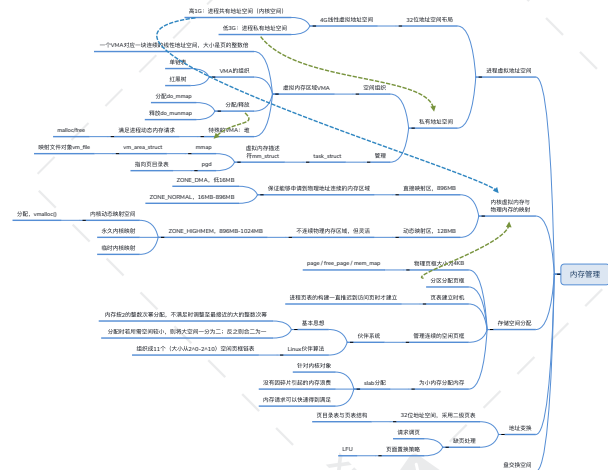 高1G：进程共有地址空间（内核空间）
低3G：进程私有地址空间
4G线性虚拟地址空间
32位地址空间布局
一个VMA对应一块连续的线性地址空间，大小是页的整数倍
单链表
红黑树
VMA的组织
分配do_mmap
释放do_munmap
分配/释放
虚拟内存区域VMA
空间组织
进程虚拟地址空间
malloc/free
满足进程动态内存请求
特殊的VMA：堆
私有地址空间
映射文件对象vm_file
vm_area_struct
mmap
指向页目录表
pgd
虚拟内存描述
符mm_struct
task_struct
管理
ZONE_DMA，低16MB
ZONE_NORMAL，16MB-896MB
保证能够申请到物理地址连续的内存区域
直接映射区，896MB
内核虚拟内存与
物理内存的映射
分配，vmalloc()
内核动态映射空间
永久内核映射
临时内核映射
ZONE_HIGHMEM，896MB-1024MB
不连续物理内存区域，但灵活
动态映射区，128MB
内存管理
page / free_page / mem_map
物理页框大小为4KB
分区分配页框
进程页表的构建一直推迟到访问页时才建立
页表建立时机
存储空间分配
内存按2的整数次幂分配，不满足时调整至最接近的大的整数次幂
分配时若所需空间较小，则将大空间一分为二；反之则合二为一
基本思想
组织成11个（大小从2^0-2^10）空闲页框链表
Linux伙伴算法
伙伴系统
管理连续的空闲页框
针对内核对象
没有因碎片引起的内存浪费
内存请求可以快速得到满足
slab分配
为小内存分配内存
页目录表与页表结构
32位地址空间，采用二级页表
地址变换
请求调页
LFU
页面置换策略
缺页处理
盘交换空间